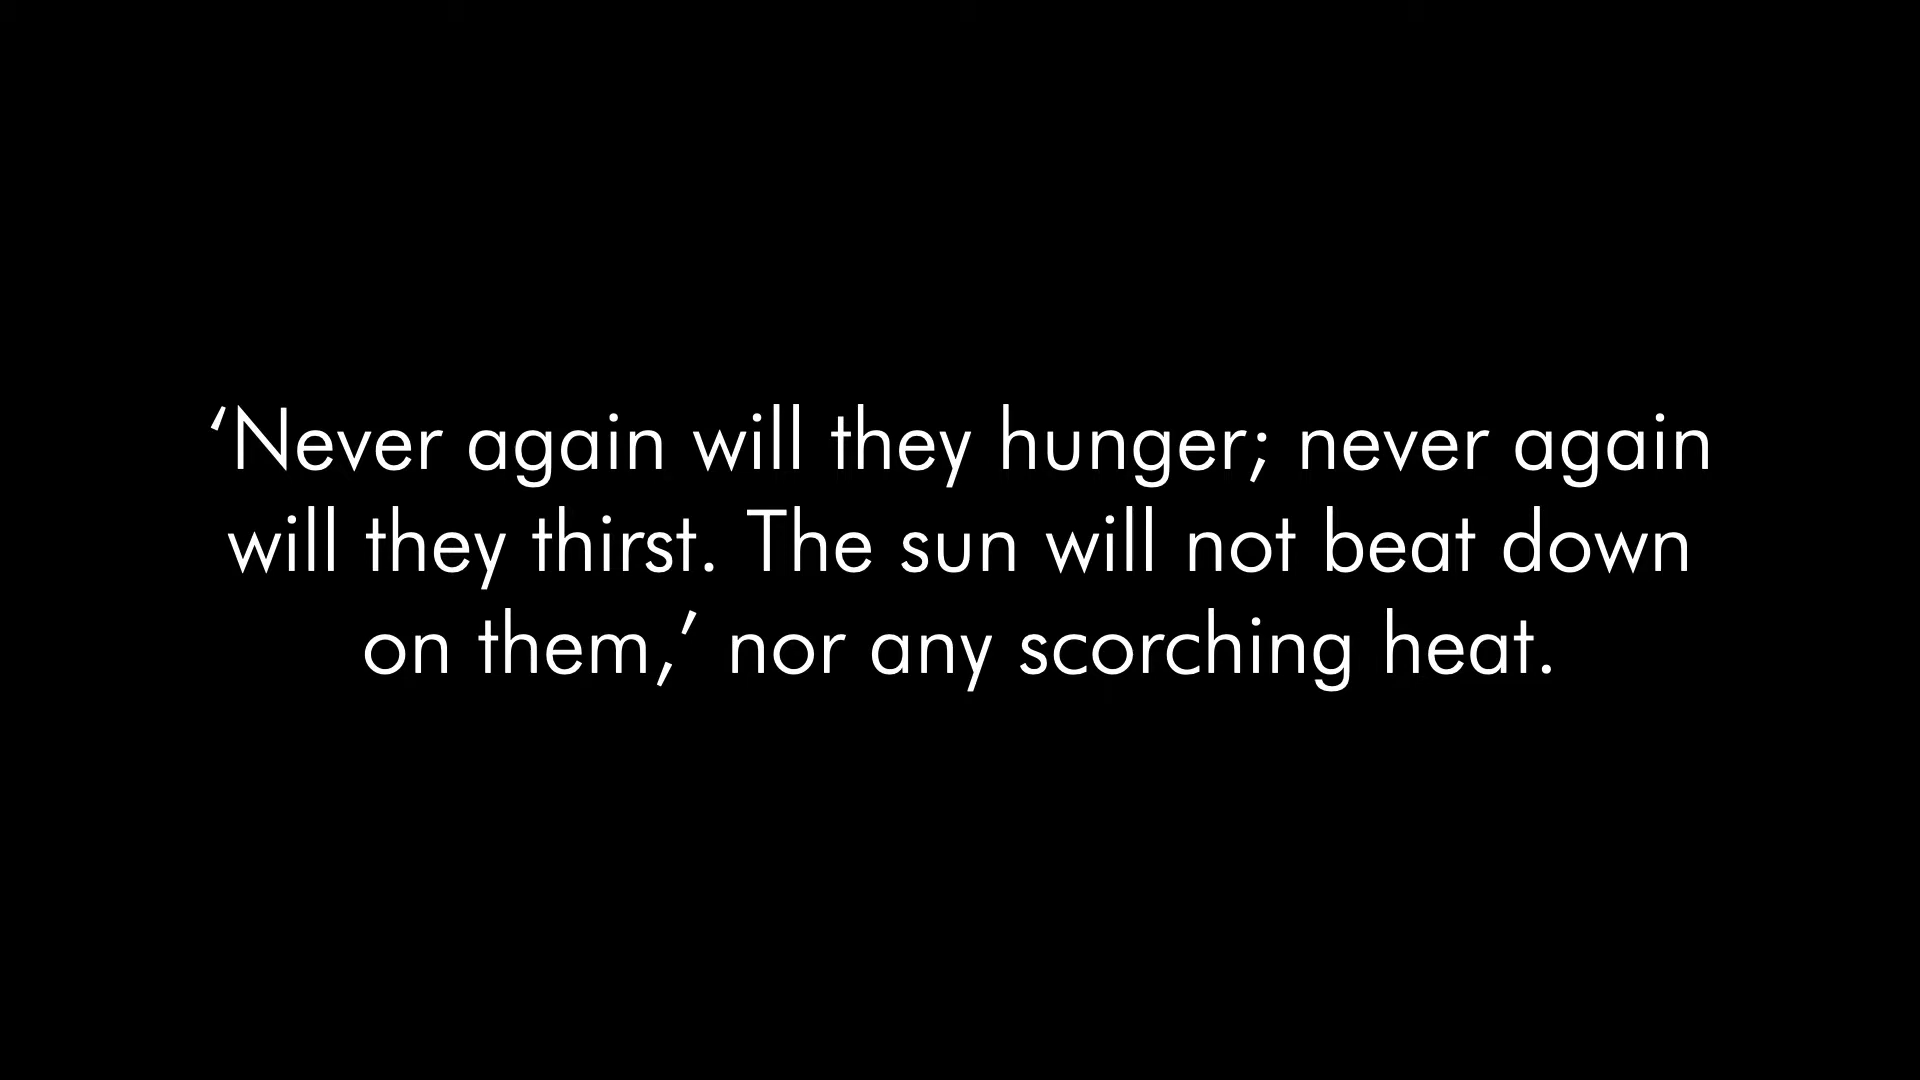 ‘Never again will they hunger; never again
will they thirst. The sun will not beat down
on them,’ nor any scorching heat.